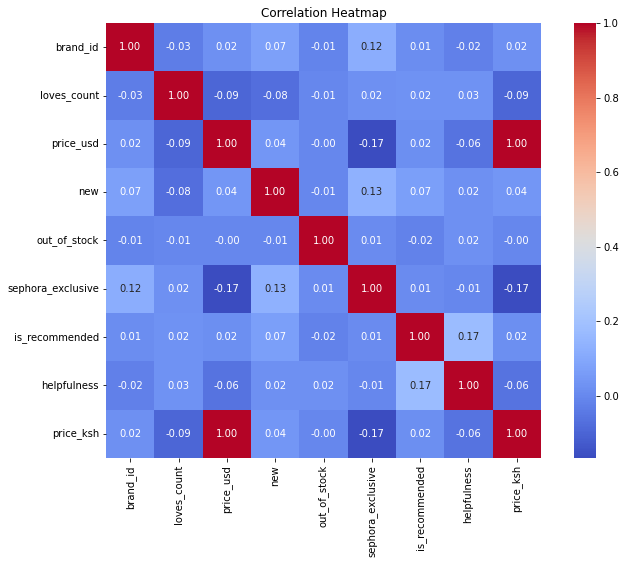 Correlation Heatmap
brand_id 1.00 -0.03 0.02 0.07 -0.01 0.12 0.01 -0.02 0.02
loves_count -0.03 1.00 -0.09 -0.08 -0.01 0.02 0.02 0.03 -0.09
price_usd 0.02 -0.09 1.00 0.04 -0.00 -0.17 0.02 -0.06 1.00
new 0.07 -0.08 0.04 1.00 -0.01 0.13 0.07 0.02 0.04
out_of_stock -0.01 -0.01 -0.00 -0.01 1.00 0.01 -0.02 0.02 -0.00
sephora_exclusive 0.12 0.02 -0.17 0.13 0.01 1.00 0.01 -0.01 -0.17
is_recommended 0.01 0.02 0.02 0.07 -0.02 0.01 1.00 0.17 0.02
helpfulness -0.02 0.03 -0.06 0.02 0.02 -0.01 0.17 1.00 -0.06
price_ksh 0.02 -0.09 1.00 0.04 -0.00 -0.17 0.02 -0.06 1.00
brand_id
loves_count
price_usd
new
out_of_stock
sephora_exclusive
is_recommended
helpfulness
price_ksh
1.0
0.8
0.6
0.4
0.2
0.0